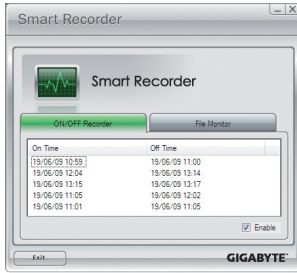 Smart Recorder
Smart Recorder
ON/OFF Recorder File Monitor
On Time Off Time
19/06/09 10:59 19/06/09 11:00
19/06/09 12:04 19/06/09 13:14
19/06/09 13:15 19/06/09 13:17
19/06/09 11:05 19/06/09 12:02
19/06/09 11:01 19/06/09 11:05
Enable
Exit GIGABYTE™